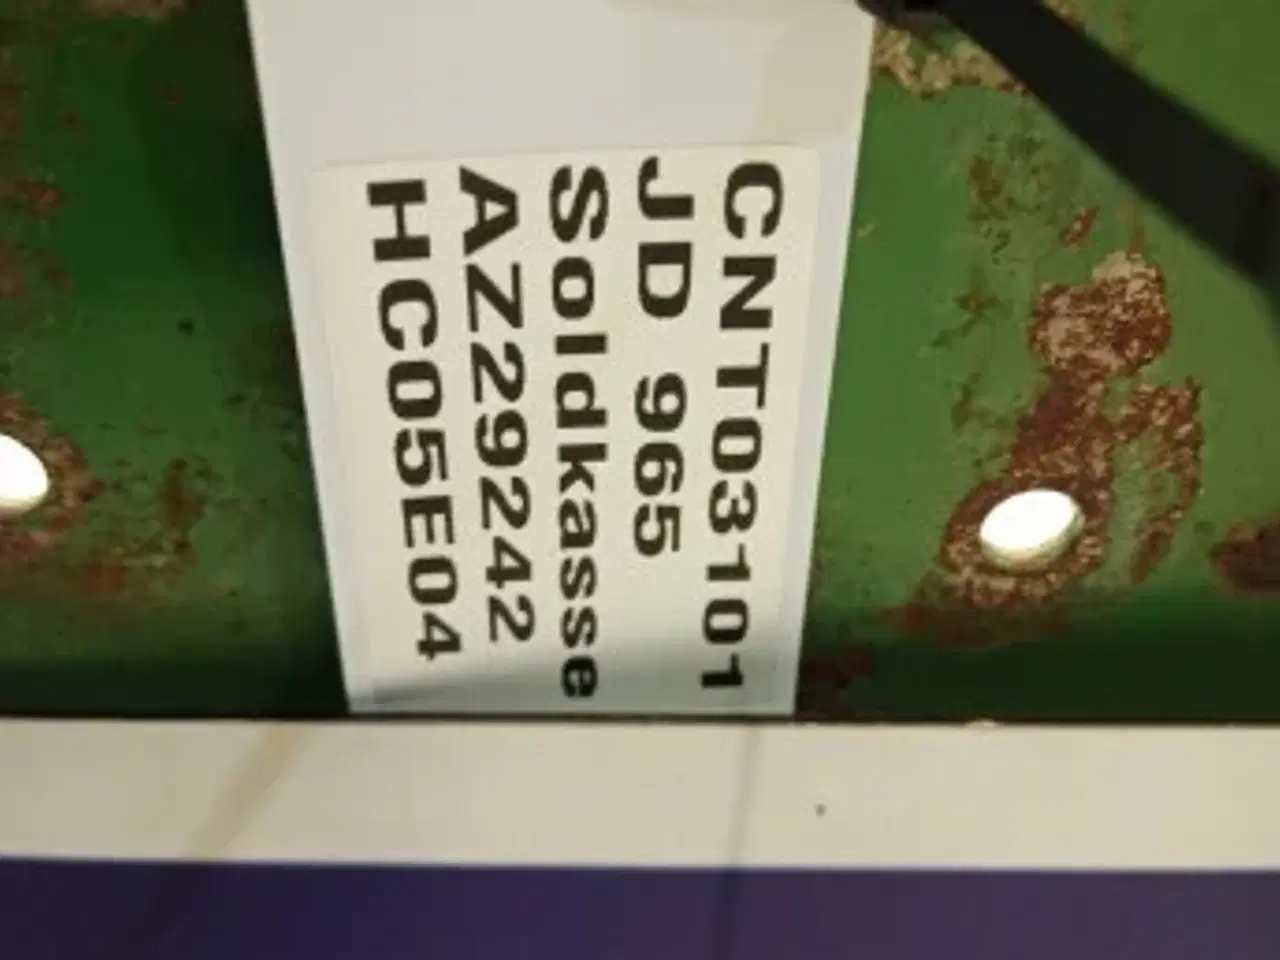 CNT03101
JD 965
Soldkasse
AZ29242
HC05E04